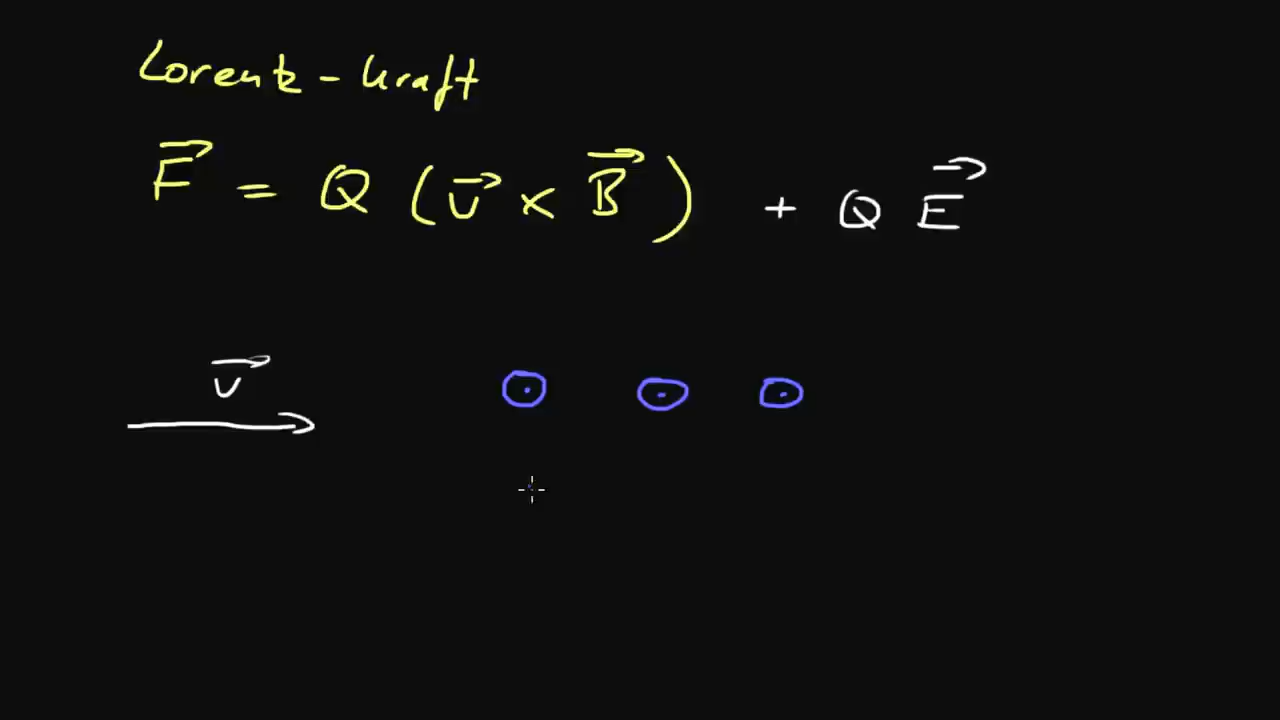 Lorentz - Kraft
F⃗ = Q (v⃗ × B⃗) + Q E⃗
v⃗